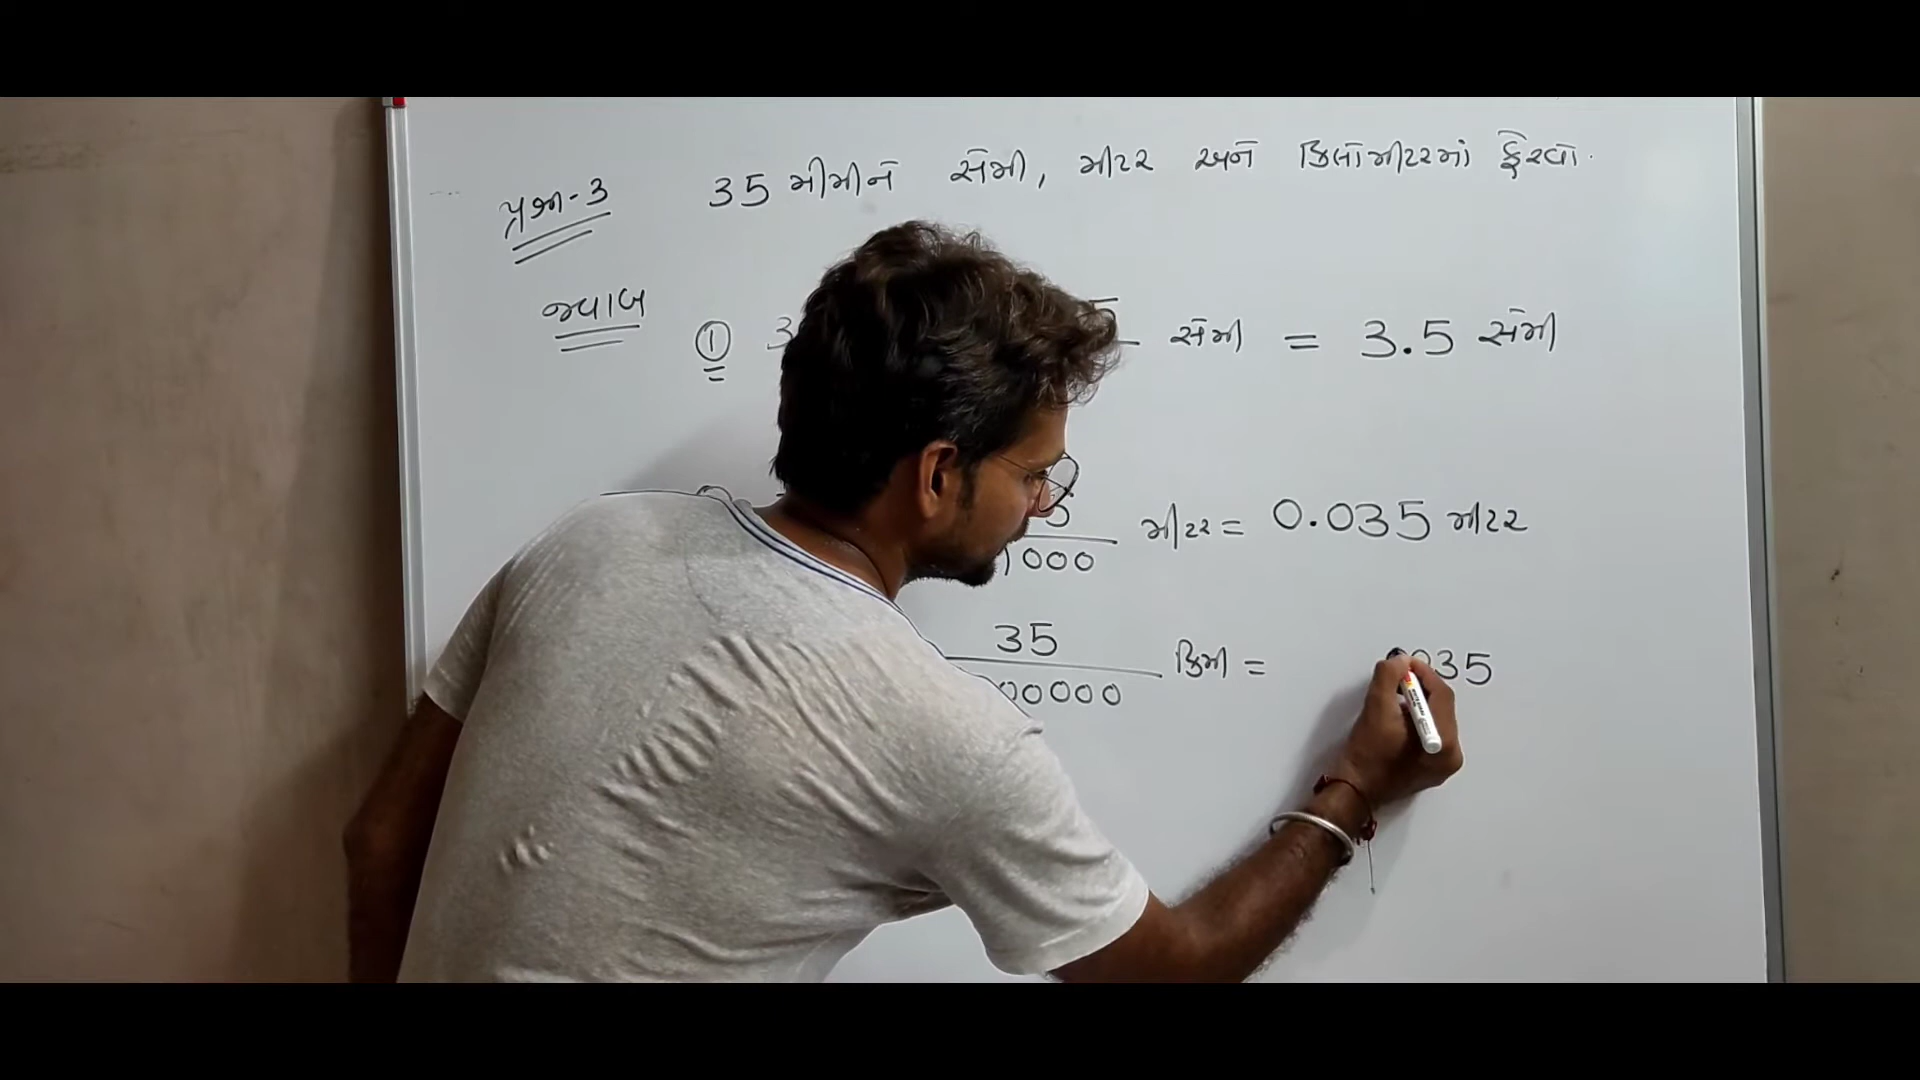 પ્રશ્ન-3 35 મીમીને સેમી, મીટર અને કિલોમીટરમાં ફેરવો.
જવાબ ① 3 સેમી = 3.5 સેમી
1000 મીટર = 0.035 મીટર
35
00000 કિમી = 035